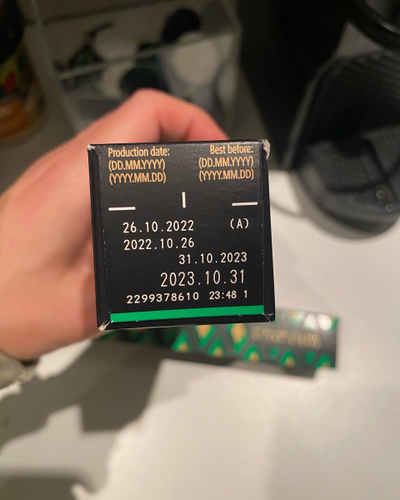 Production date: Best before:
(DD.MM.YYYY) (DD.MM.YYYY)
(YYYY.MM.DD) (YYYY.MM.DD)
26.10.2022 (A)
2022.10.26
31.10.2023
2023.10.31
2299378610 23:48 1